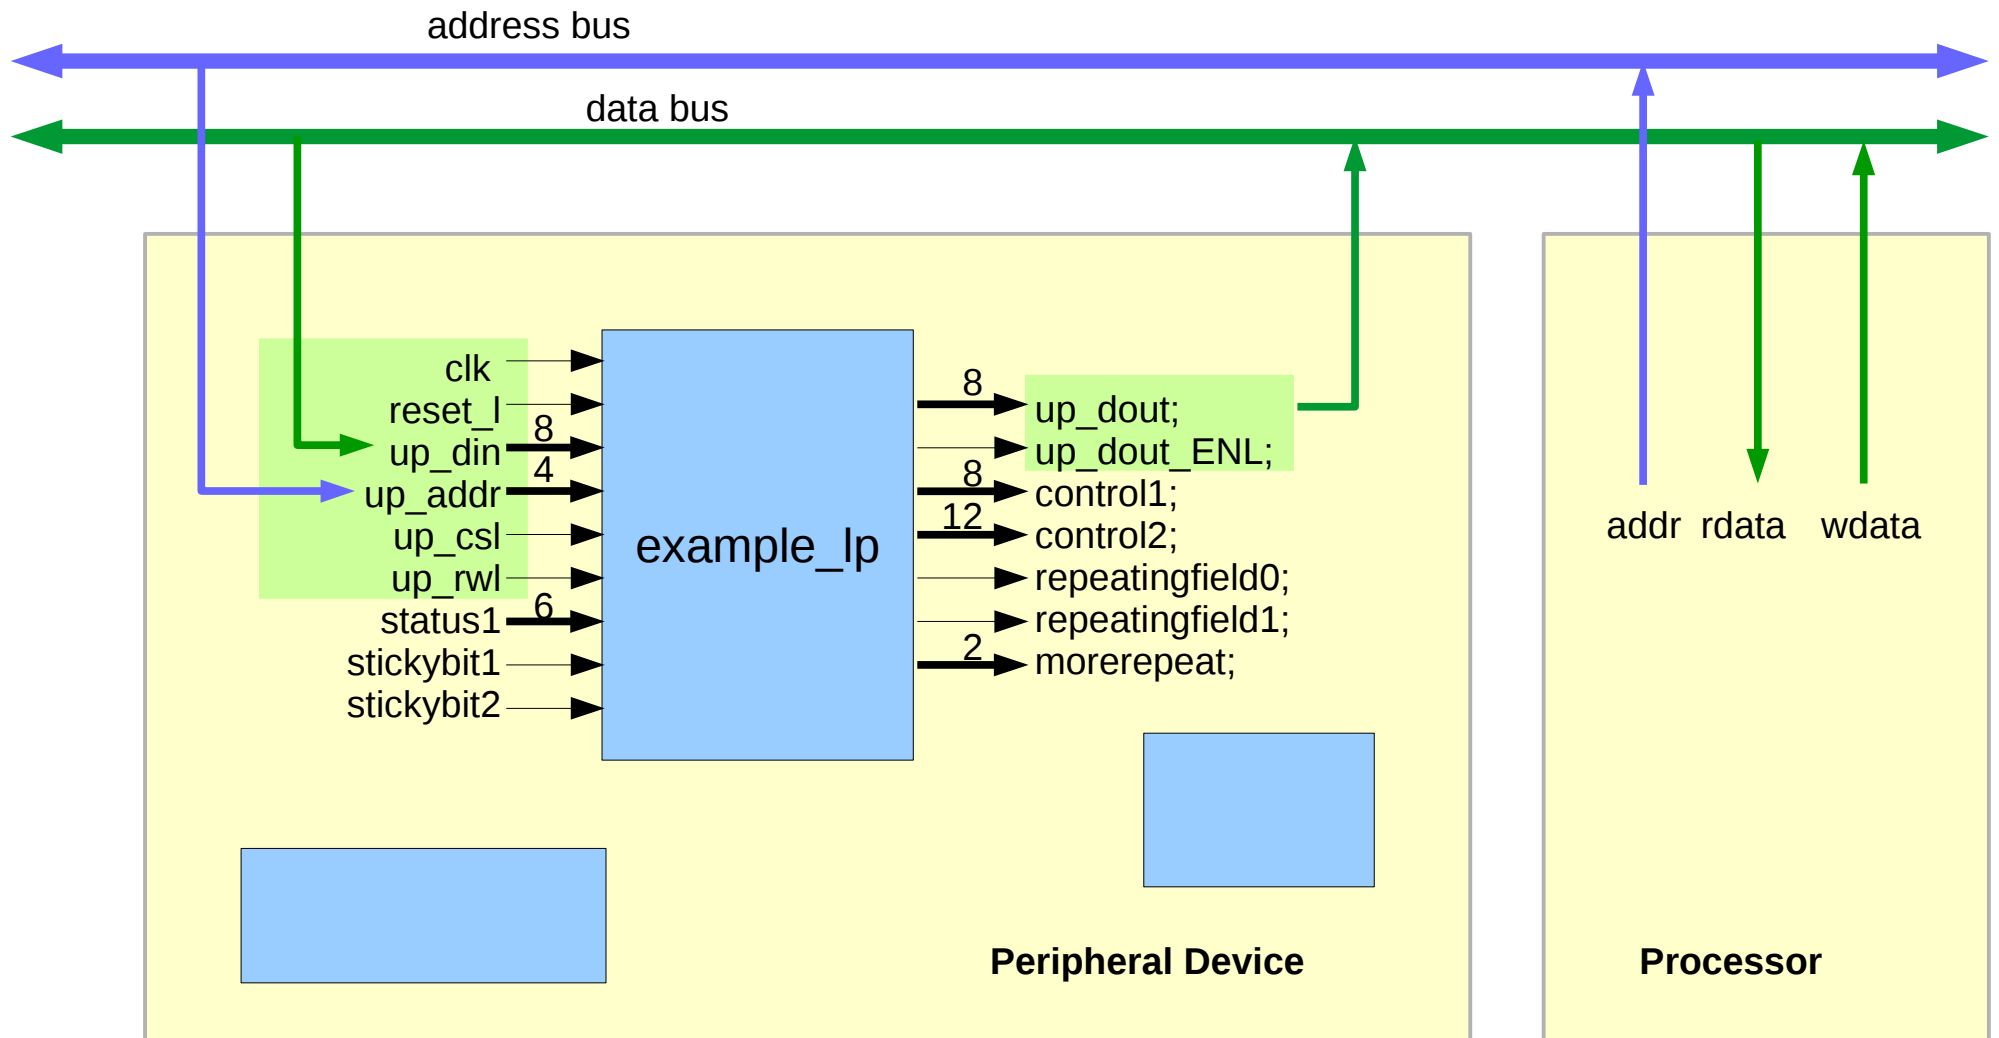 address bus
data bus
clk
reset_l
up_din 8
up_addr 4
up_csl
up_rwl
status1 6
stickybit1
stickybit2
example_lp
8 up_dout;
up_dout_ENL;
8 control1;
12 control2;
repeatingfield0;
repeatingfield1;
2 morerepeat;
addr rdata wdata
Peripheral Device
Processor